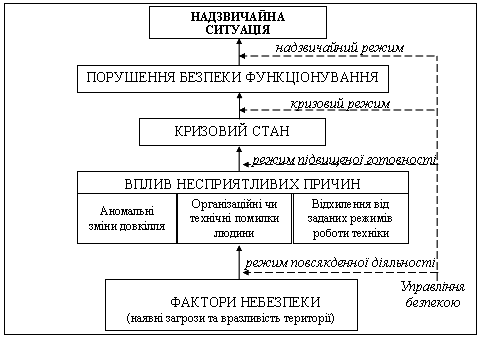 НАДЗВИЧАЙНА
СИТУАЦІЯ
надзвичайний режим
ПОРУШЕННЯ БЕЗПЕКИ ФУНКЦІОНУВАННЯ
кризовий режим
КРИЗОВИЙ СТАН
режим підвищеної готовності
ВПЛИВ НЕСПРИЯТЛИВИХ ПРИЧИН
Аномальні
зміни довкілля
Організаційні чи
технічні помилки
людини
Відхилення від
заданих режимів
роботи техніки
режим повсякденної діяльності
Управління
безпекою
ФАКТОРИ НЕБЕЗПЕКИ
(наявні загрози та вразливість території)